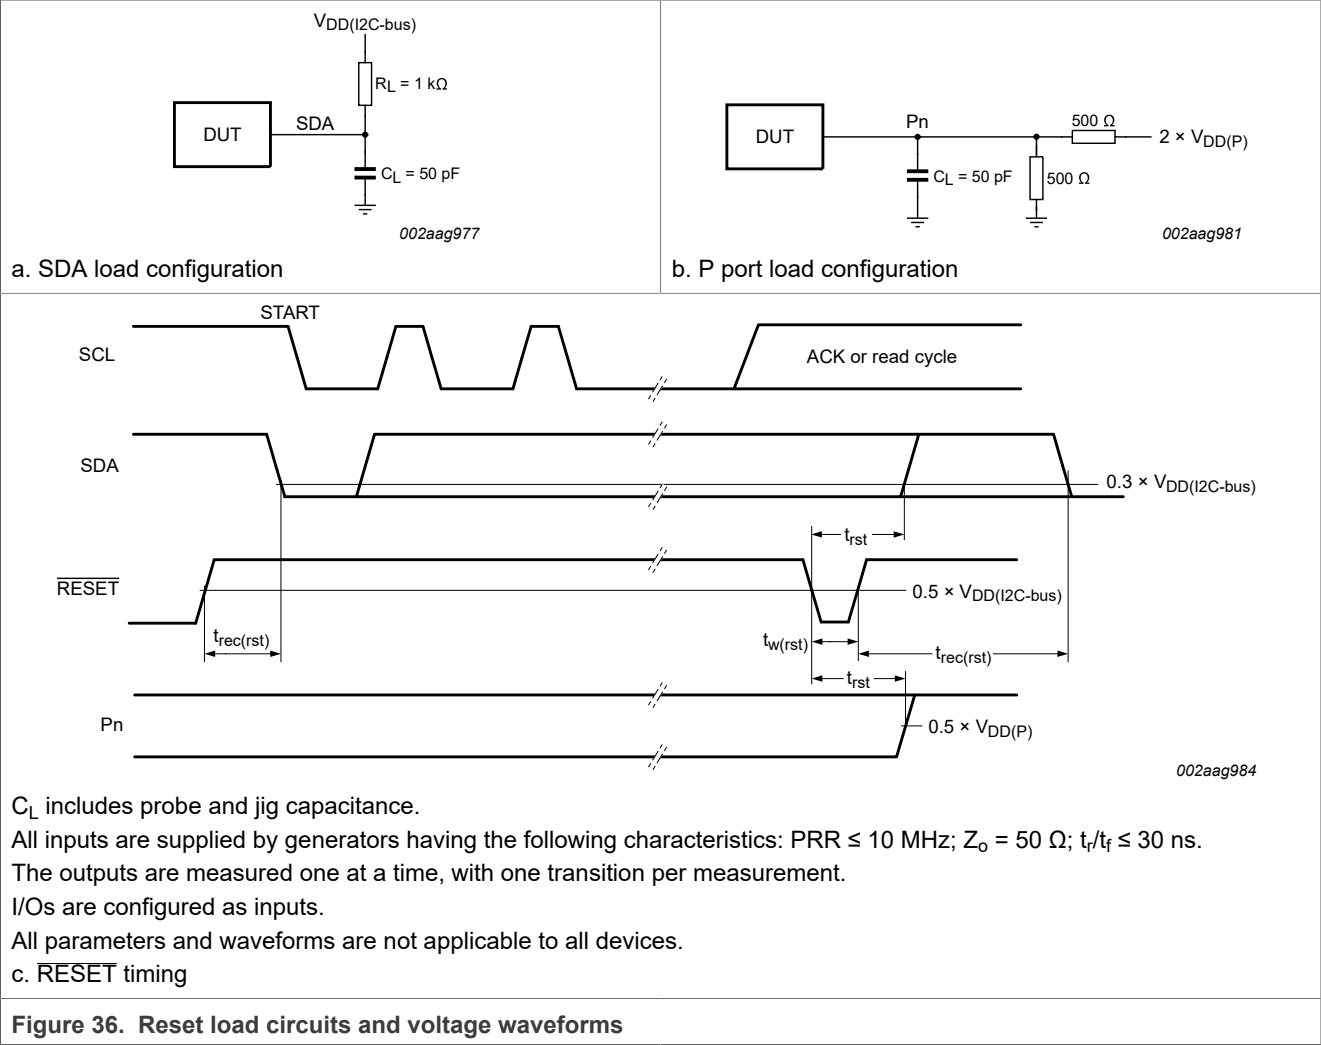 VDD(I2C-bus)
RL = 1 kΩ
DUT
SDA
CL = 50 pF
002aag977
a. SDA load configuration
DUT
Pn
500 Ω
2 × VDD(P)
CL = 50 pF
500 Ω
002aag981
b. P port load configuration
START
SCL
ACK or read cycle
SDA
0.3 × VDD(I2C-bus)
trst
RESET
0.5 × VDD(I2C-bus)
trec(rst)
tw(rst)
trec(rst)
trst
Pn
0.5 × VDD(P)
002aag984
CL includes probe and jig capacitance.
All inputs are supplied by generators having the following characteristics: PRR ≤ 10 MHz; Zo = 50 Ω; tr/tf ≤ 30 ns.
The outputs are measured one at a time, with one transition per measurement.
I/Os are configured as inputs.
All parameters and waveforms are not applicable to all devices.
c. RESET timing
Figure 36. Reset load circuits and voltage waveforms